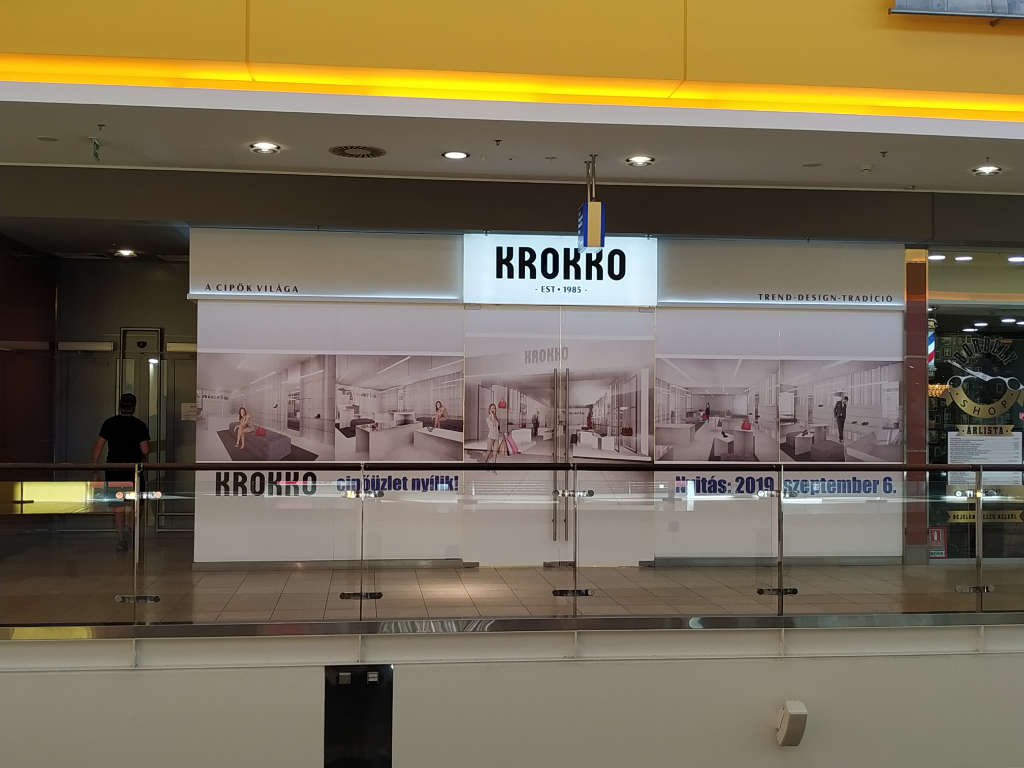 KROKKO
- EST • 1985 -
A CIPŐK VILÁGA
TREND-DESIGN-TRADÍCIÓ
KROKKO
KROKKO cipőüzlet nyílik!
Nyitás: 2019. szeptember 6.
SHOP
ÁRLISTA